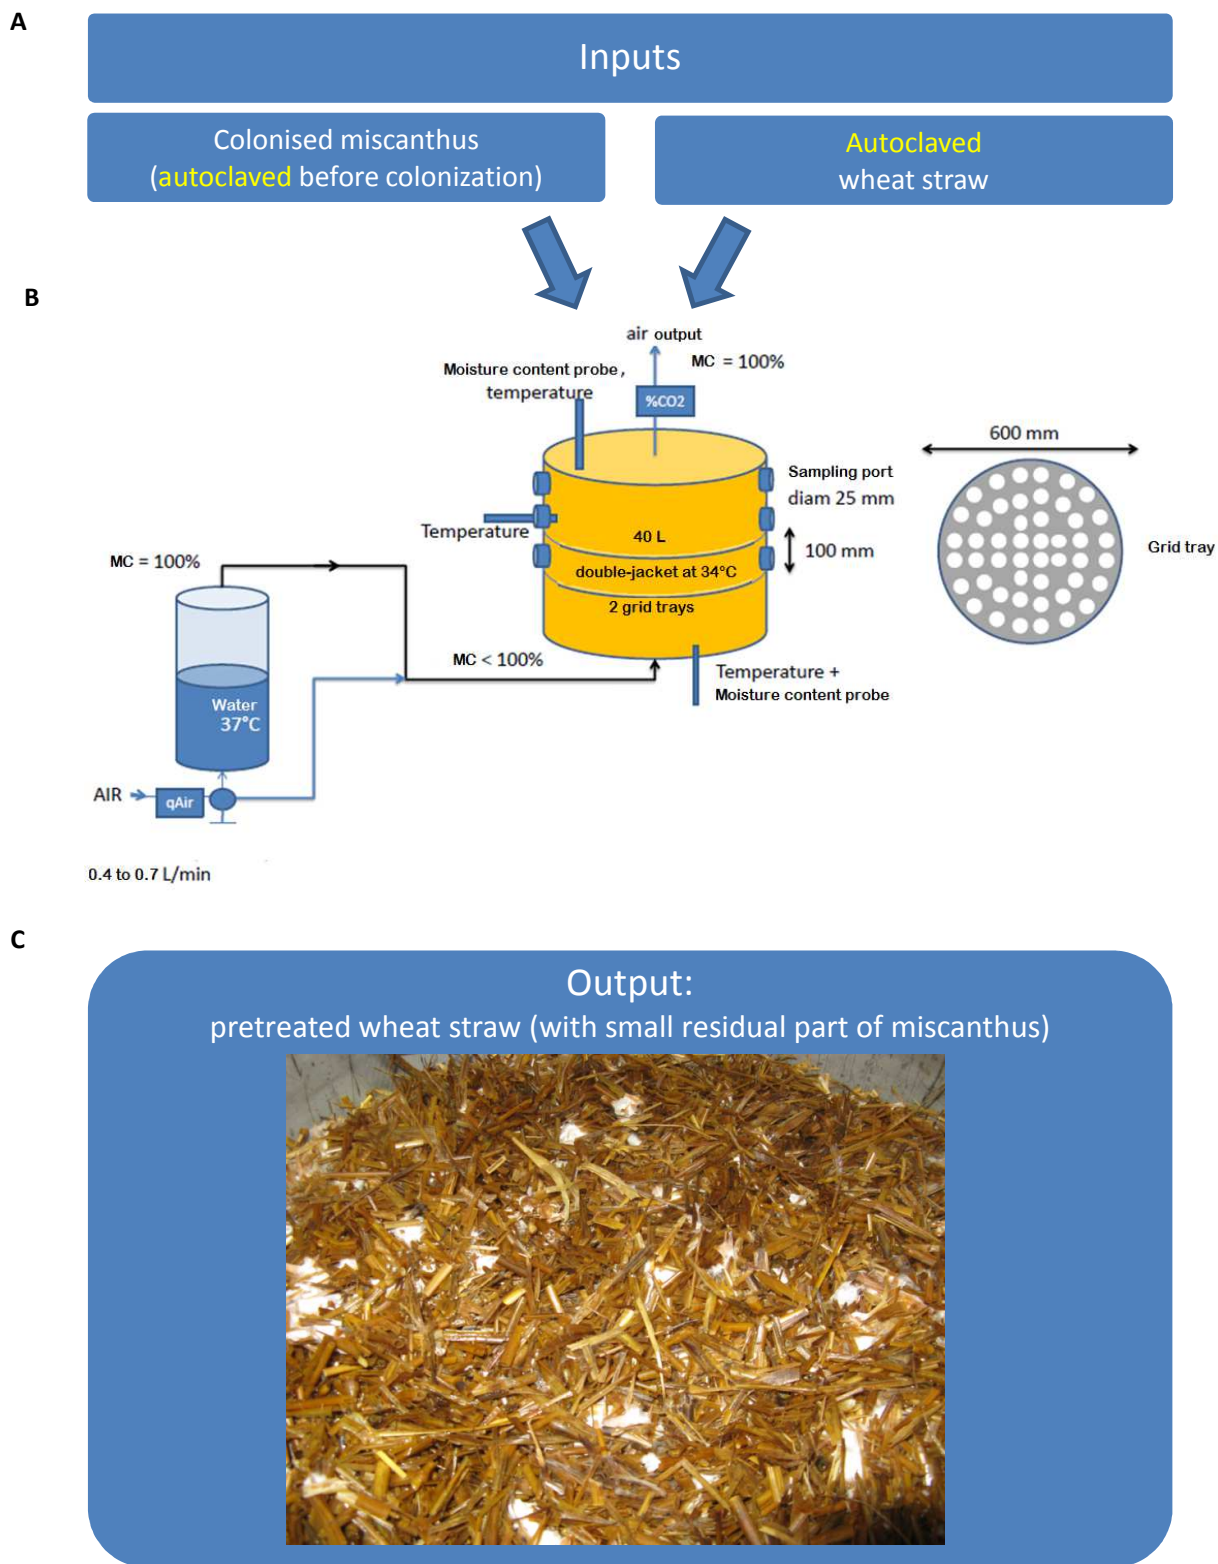 A
Inputs
Colonised miscanthus
(autoclaved before colonization)
Autoclaved
wheat straw
B
air output
MC = 100%
Moisture content probe ,
temperature
%CO2
600 mm
Sampling port
diam 25 mm
Temperature
40 L
100 mm
Grid tray
MC = 100%
double-jacket at 34°C
2 grid trays
MC < 100%
Temperature +
Moisture content probe
Water
37°C
AIR
qAir
0.4 to 0.7 L/min
C
Output:
pretreated wheat straw (with small residual part of miscanthus)